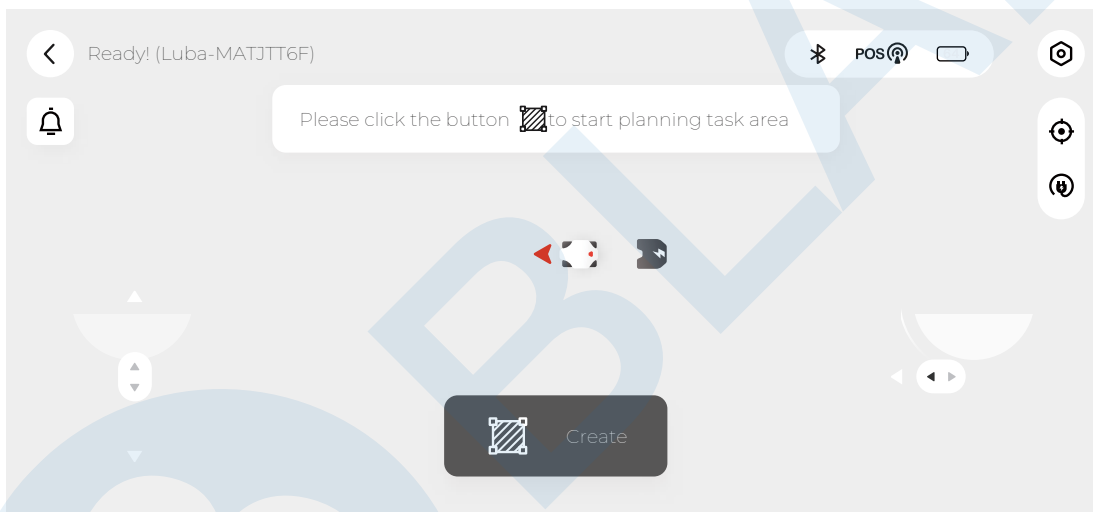 Ready! (Luba-MATJTT6F)
POS
Please click the button to start planning task area
Create